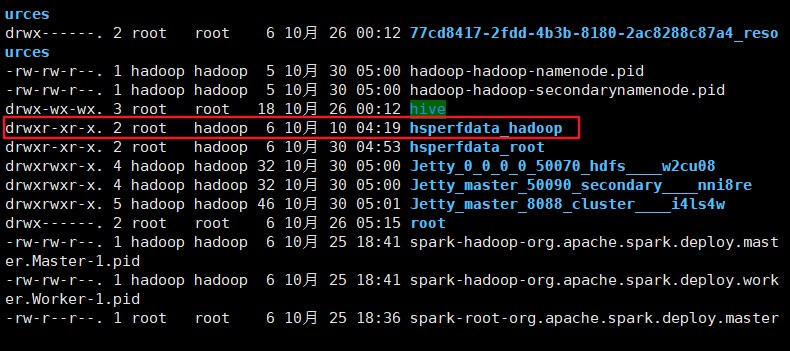 urces
drwx------. 2 root   root    6 10月 26 00:12 77cd8417-2fdd-4b3b-8180-2ac8288c87a4_reso
urces
-rw-rw-r--. 1 hadoop hadoop  5 10月 30 05:00 hadoop-hadoop-namenode.pid
-rw-rw-r--. 1 hadoop hadoop  5 10月 30 05:00 hadoop-hadoop-secondarynamenode.pid
drwx-wx-wx. 3 root   root   18 10月 26 00:12 hive
drwxr-xr-x. 2 root   hadoop  6 10月 10 04:19 hsperfdata_hadoop
drwxr-xr-x. 2 root   hadoop  6 10月 30 04:53 hsperfdata_root
drwxrwxr-x. 4 hadoop hadoop 32 10月 30 05:00 Jetty_0_0_0_0_50070_hdfs____w2cu08
drwxrwxr-x. 4 hadoop hadoop 32 10月 30 05:00 Jetty_master_50090_secondary____nni8re
drwxrwxr-x. 5 hadoop hadoop 46 10月 30 05:01 Jetty_master_8088_cluster____i4ls4w
drwx------. 2 root   root    6 10月 26 05:15 root
-rw-rw-r--. 1 hadoop hadoop  6 10月 25 18:41 spark-hadoop-org.apache.spark.deploy.mast
er.Master-1.pid
-rw-rw-r--. 1 hadoop hadoop  6 10月 25 18:41 spark-hadoop-org.apache.spark.deploy.work
er.Worker-1.pid
-rw-r--r--. 1 root   root    6 10月 25 18:36 spark-root-org.apache.spark.deploy.master